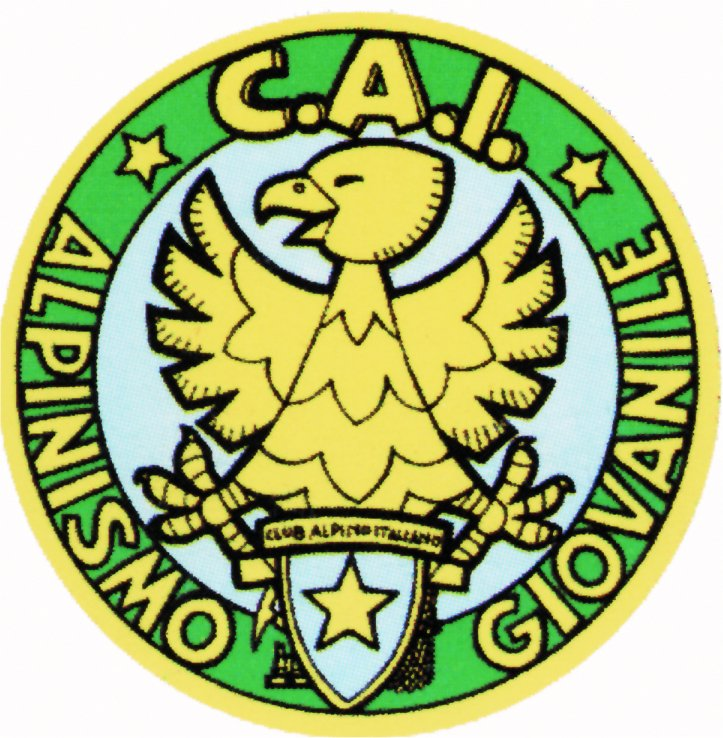 C.A.I.
ALPINISMO GIOVANILE
CLUB ALPINO ITALIANO